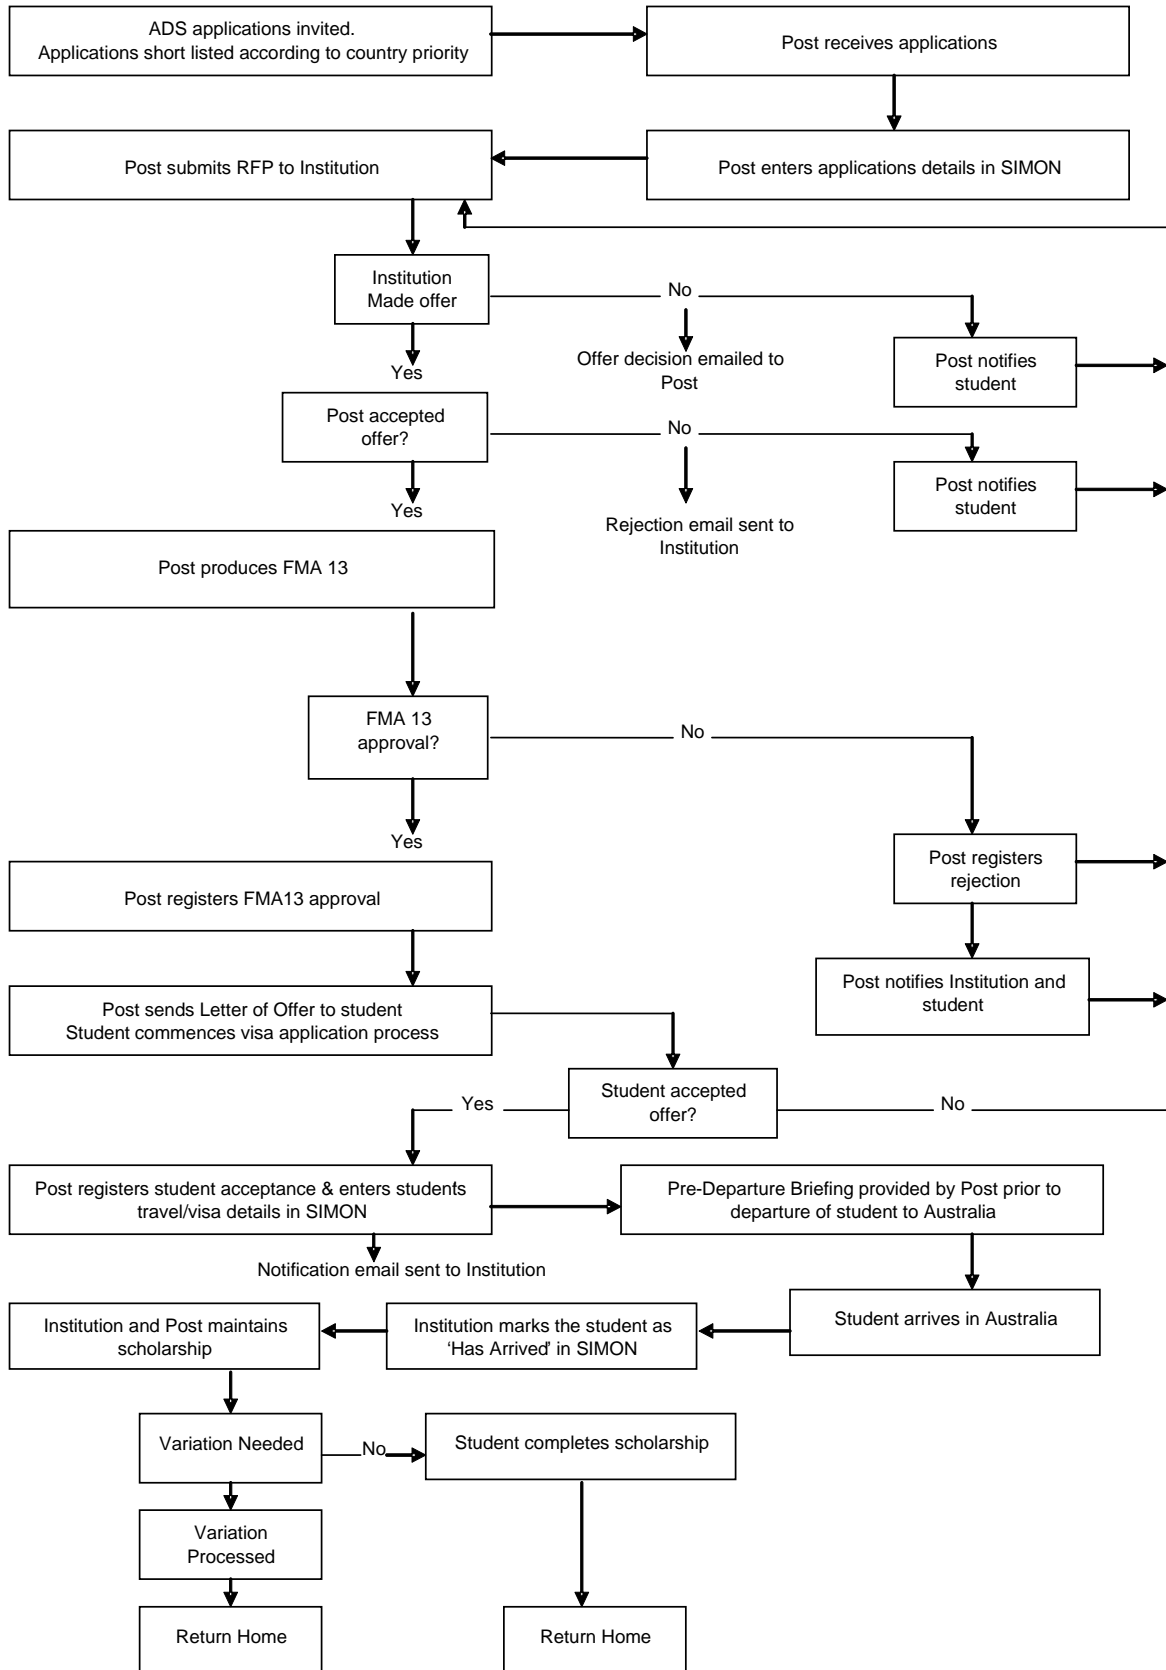 ADS applications invited.
Applications short listed according to country priority
Post receives applications
Post submits RFP to Institution
Post enters applications details in SIMON
Institution
Made offer
No
Offer decision emailed to
Post
Post notifies
student
Yes
Post accepted
offer?
No
Rejection email sent to
Institution
Post notifies
student
Yes
Post produces FMA 13
FMA 13
approval?
No
Yes
Post registers
rejection
Post registers FMA13 approval
Post notifies Institution and
student
Post sends Letter of Offer to student
Student commences visa application process
Student accepted
offer?
Yes
No
Post registers student acceptance & enters student's
travel/visa details in SIMON
Pre-Departure Briefing provided by Post prior to
departure of student to Australia
Notification email sent to Institution
Student arrives in Australia
Institution marks the student as
‘Has Arrived’ in SIMON
Institution and Post maintains
scholarship
Variation Needed
No
Student completes scholarship
Variation
Processed
Return Home
Return Home